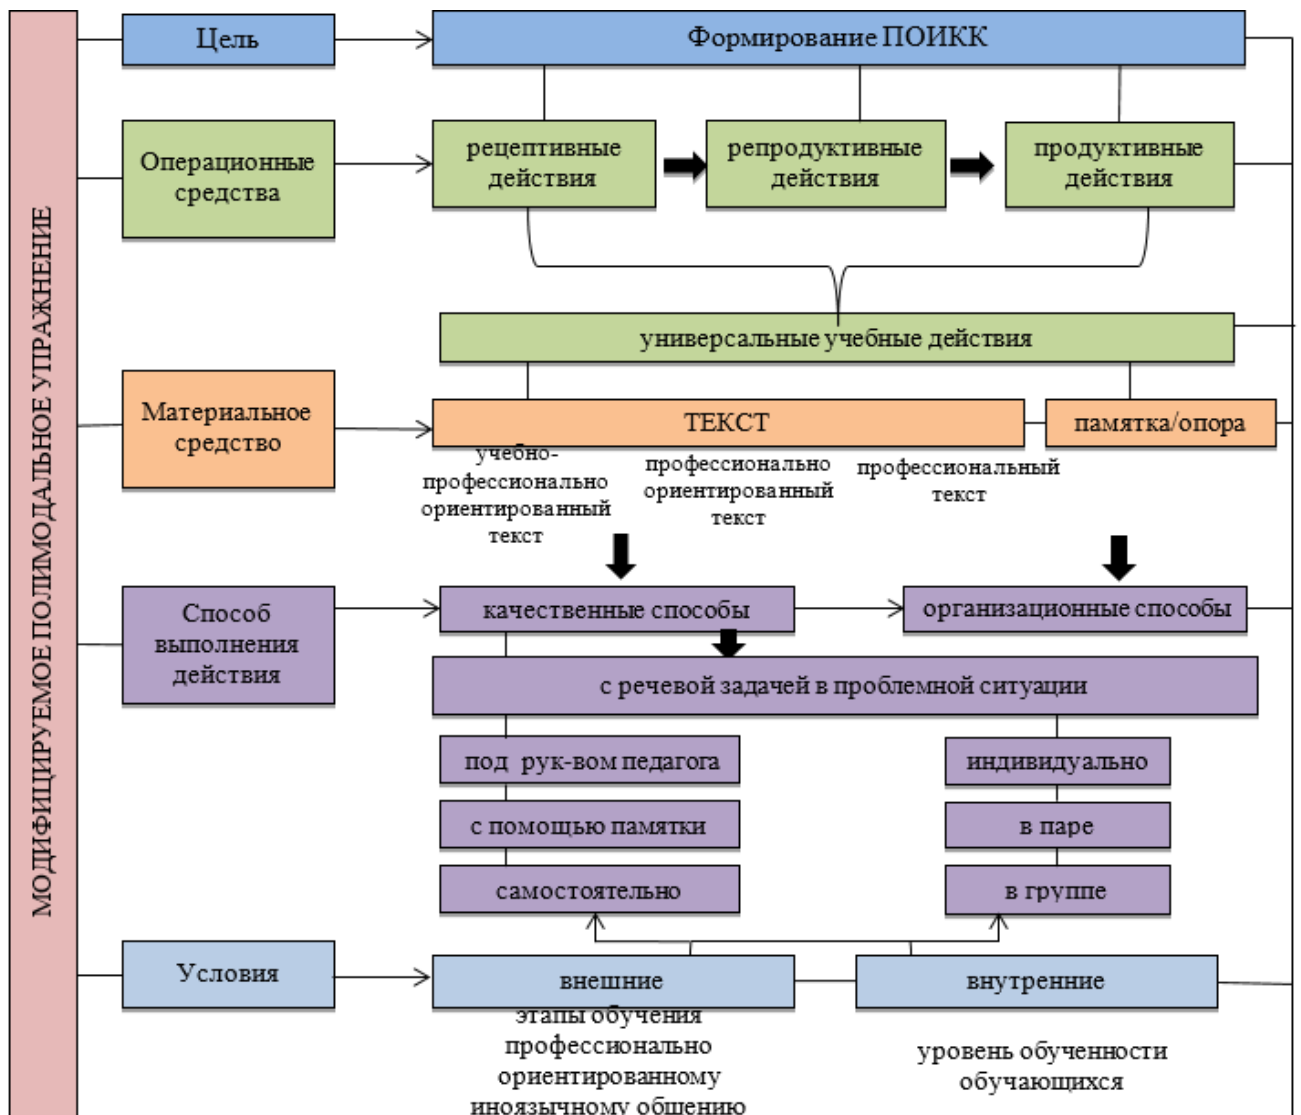 МОДИФИЦИРУЕМОЕ ПОЛИМОДАЛЬНОЕ УПРАЖНЕНИЕ
Цель
Формирование ПОИКК
Операционные
средства
рецептивные
действия
репродуктивные
действия
продуктивные
действия
универсальные учебные действия
Материальное
средство
ТЕКСТ
памятка/опора
учебно-
профессионально
ориентированный
текст
профессионально
ориентированный
текст
профессиональный
текст
Способ
выполнения
действия
качественные способы
организационные способы
с речевой задачей в проблемной ситуации
под рук-вом педагога
с помощью памятки
самостоятельно
индивидуально
в паре
в группе
Условия
внешние
внутренние
этапы обучения
профессионально
ориентированному
иноязычному общению
уровень обученности
обучающихся